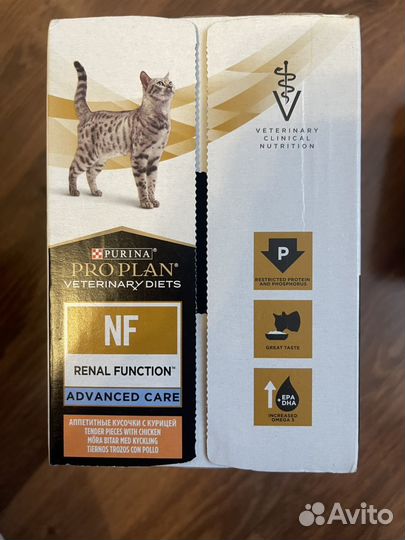 VETERINARY
CLINICAL
NUTRITION
PURINA
PRO PLAN®
VETERINARY DIETS
NF
RENAL FUNCTION™
ADVANCED CARE
АППЕТИТНЫЕ КУСОЧКИ С КУРИЦЕЙ
TENDER PIECES WITH CHICKEN
MÖRA BITAR MED KYCKLING
TIERNOS TROZOS CON POLLO
P
RESTRICTED PROTEIN
AND PHOSPHORUS
GREAT TASTE
EPA
DHA
INCREASED
OMEGA 3
Avito